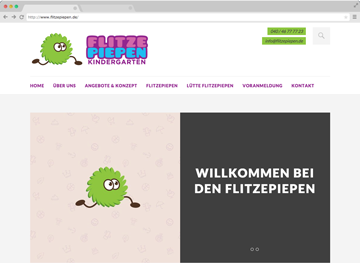 http://www.flitzepiepen.de/
040 / 46 77 77 23
info@flitzepiepen.de
FLITZE
PIEPEN
KINDERGARTEN
HOME ÜBER UNS ANGEBOTE & KONZEPT FLITZEPIEPEN LÜTTE FLITZEPIEPEN VORANMELDUNG KONTAKT
WILLKOMMEN BEI
DEN FLITZEPIEPEN